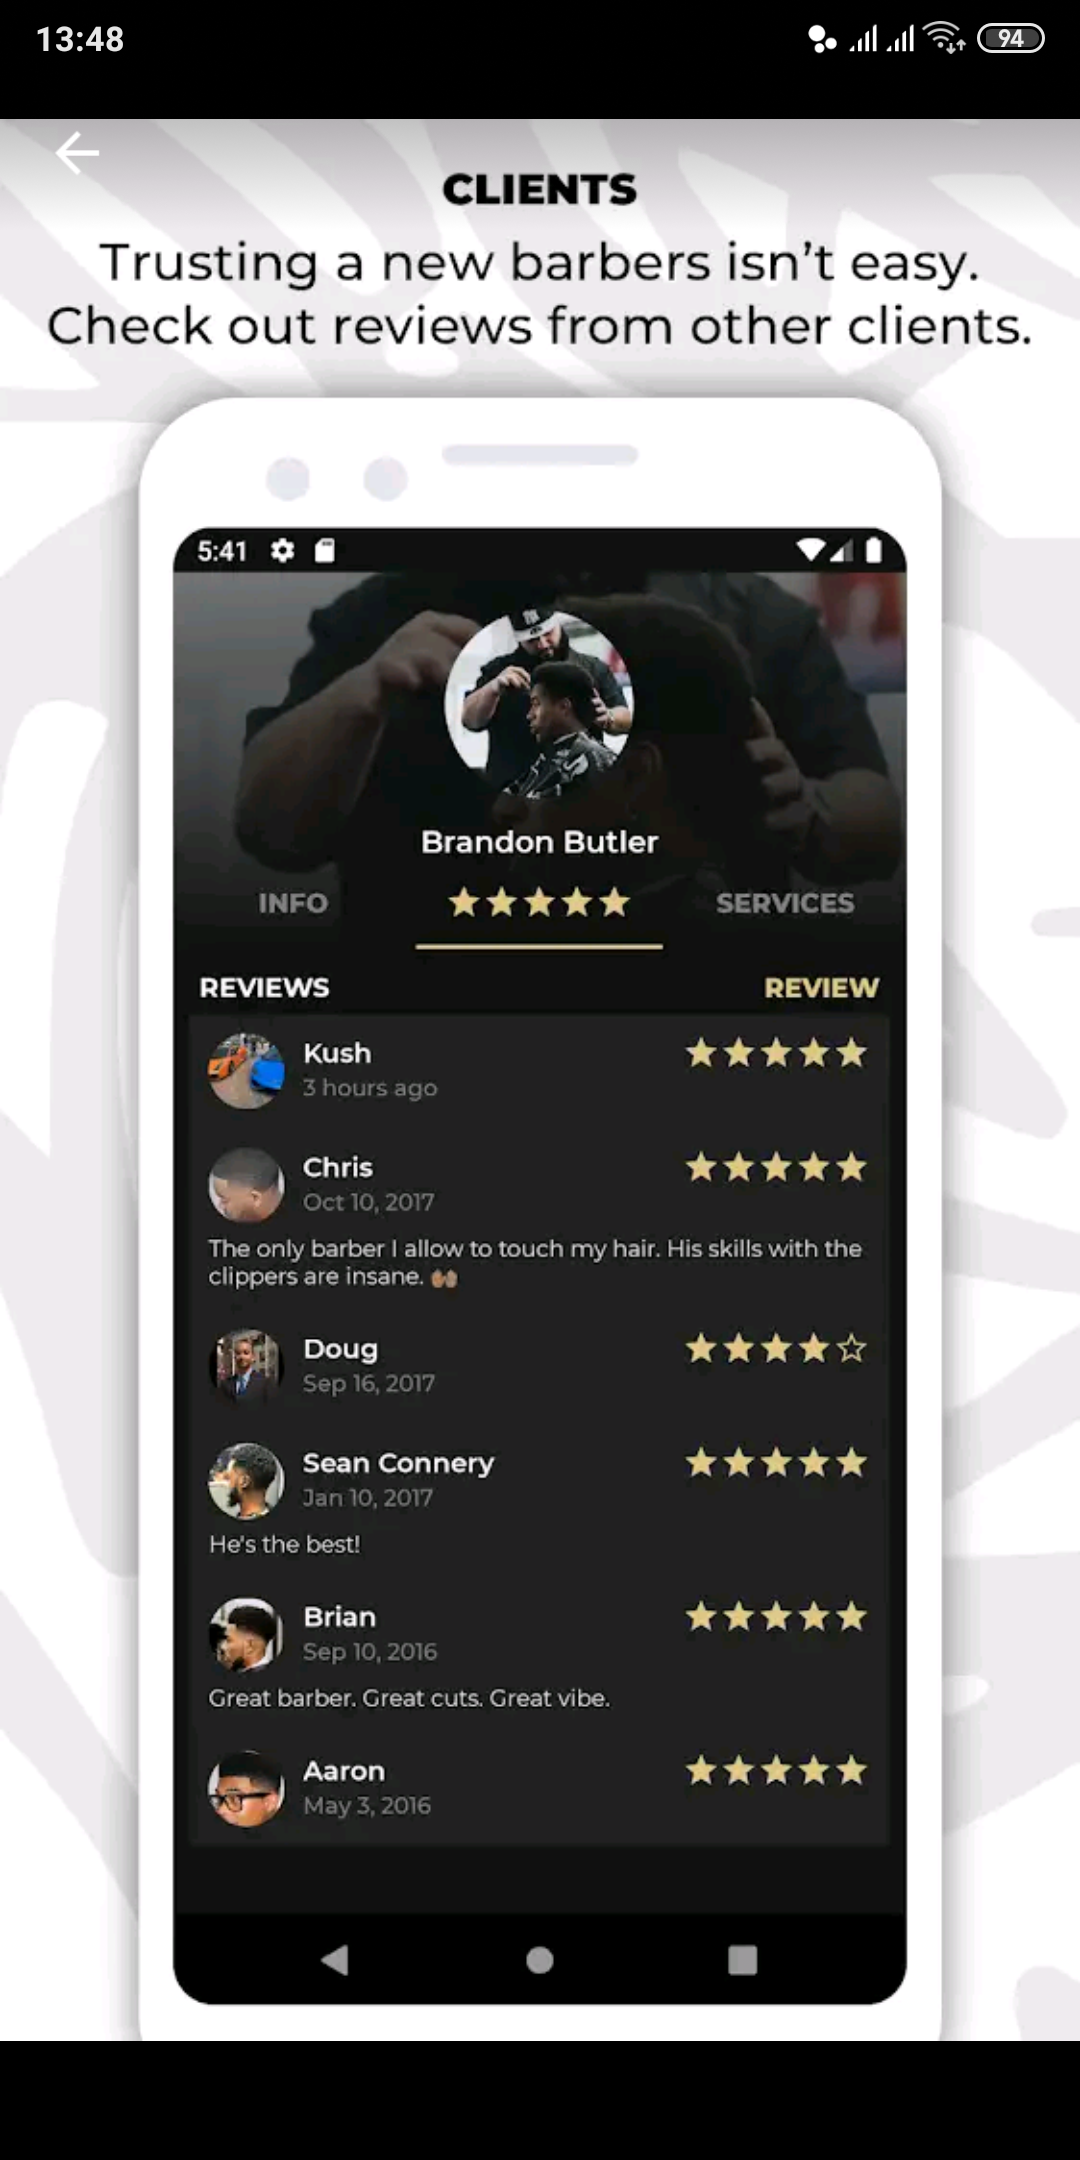 13:48
94
CLIENTS
Trusting a new barbers isn't easy.
Check out reviews from other clients.
5:41
Brandon Butler
INFO
SERVICES
REVIEWS
REVIEW
Kush
3 hours ago
Chris
Oct 10, 2017
The only barber I allow to touch my hair. His skills with the
clippers are insane. 🙌🏽
Doug
Sep 16, 2017
Sean Connery
Jan 10, 2017
He's the best!
Brian
Sep 10, 2016
Great barber. Great cuts. Great vibe.
Aaron
May 3, 2016